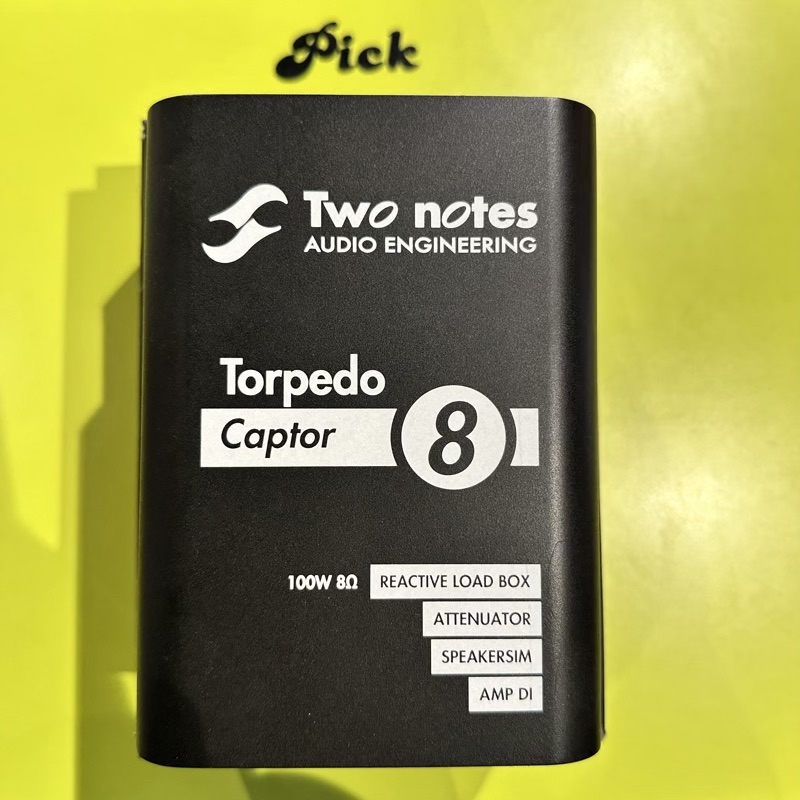 Pick
Two notes
AUDIO ENGINEERING
Torpedo
Captor 8
100W 8Ω REACTIVE LOAD BOX
ATTENUATOR
SPEAKERSIM
AMP DI